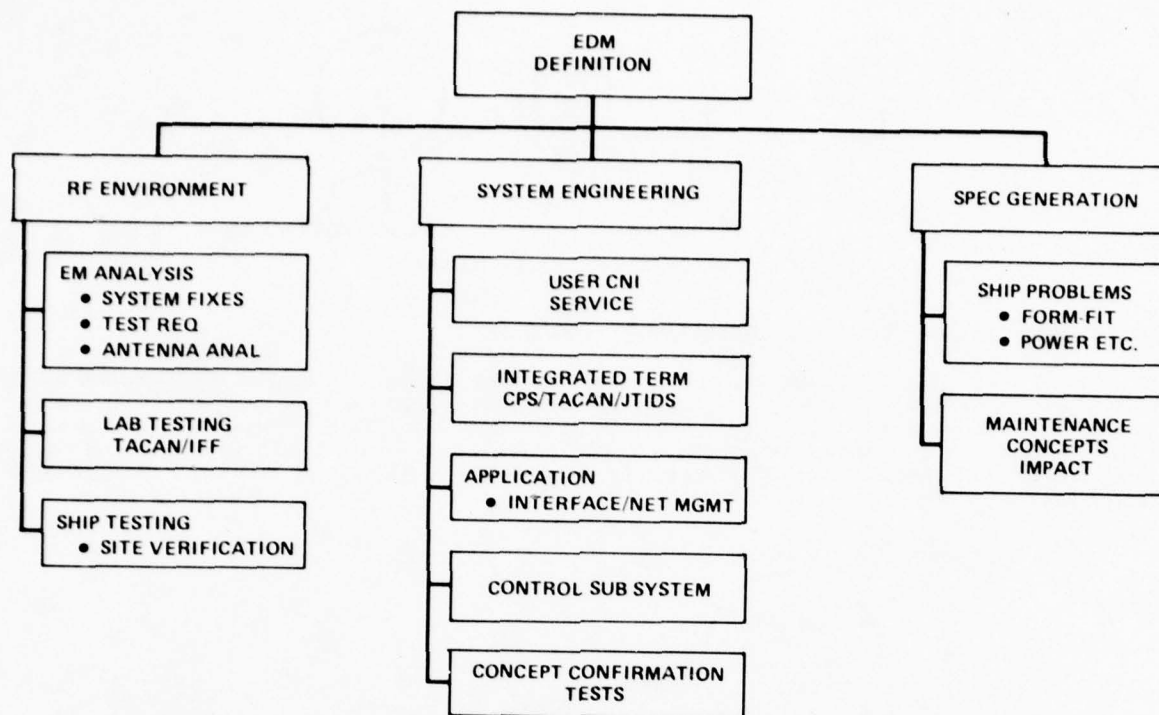 EDM
DEFINITION
RF ENVIRONMENT
EM ANALYSIS
• SYSTEM FIXES
• TEST REQ
• ANTENNA ANAL
LAB TESTING
TACAN/IFF
SHIP TESTING
• SITE VERIFICATION
SYSTEM ENGINEERING
USER CNI
SERVICE
INTEGRATED TERM
CPS/TACAN/JTIDS
APPLICATION
• INTERFACE/NET MGMT
CONTROL SUB SYSTEM
CONCEPT CONFIRMATION
TESTS
SPEC GENERATION
SHIP PROBLEMS
• FORM-FIT
• POWER ETC.
MAINTENANCE
CONCEPTS
IMPACT